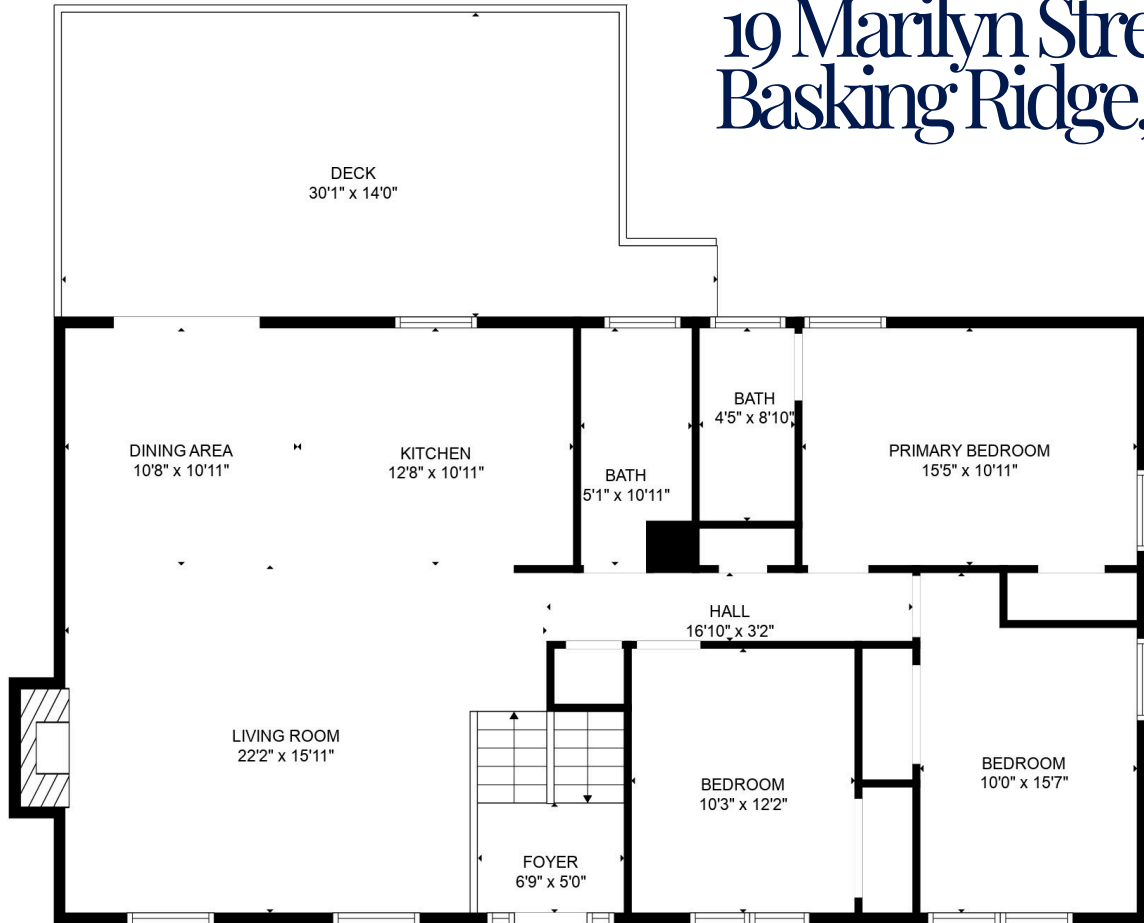 19 Marilyn Stre
Basking Ridge,
DECK
30'1" x 14'0"
DINING AREA
10'8" x 10'11"
KITCHEN
12'8" x 10'11"
BATH
5'1" x 10'11"
BATH
4'5" x 8'10"
PRIMARY BEDROOM
15'5" x 10'11"
HALL
16'10" x 3'2"
LIVING ROOM
22'2" x 15'11"
BEDROOM
10'3" x 12'2"
BEDROOM
10'0" x 15'7"
FOYER
6'9" x 5'0"